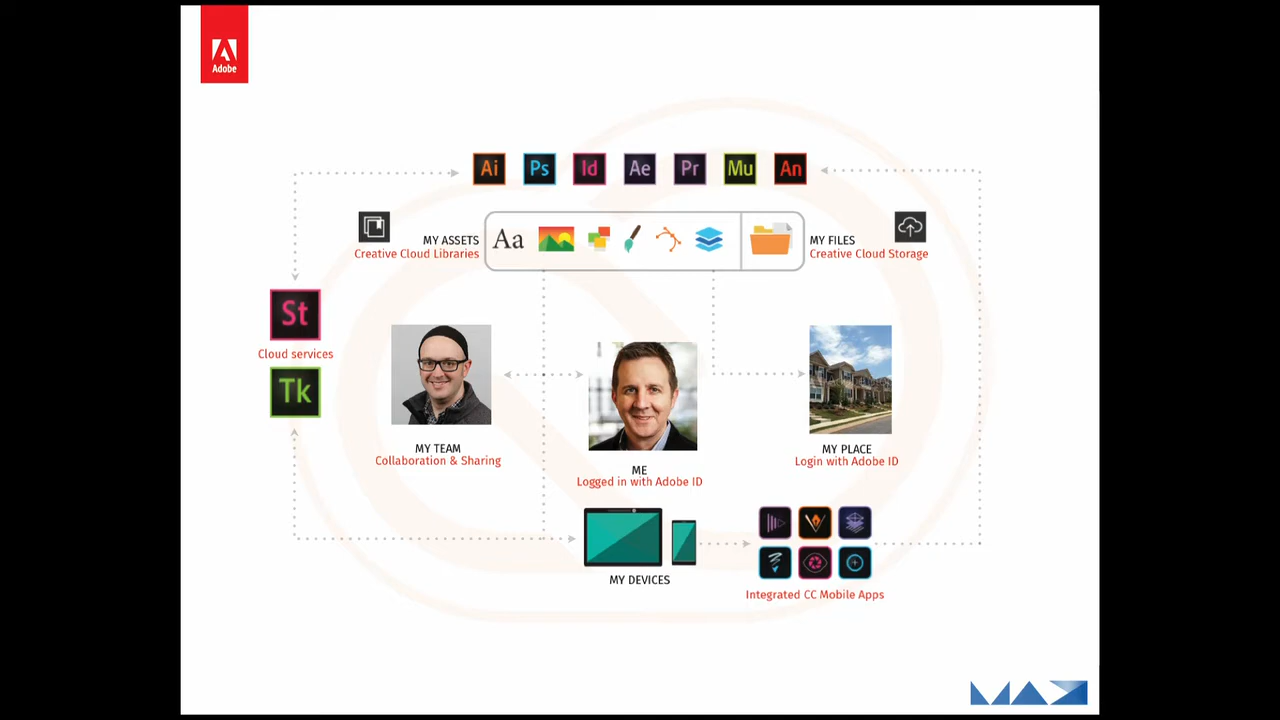 Adobe
Ai Ps Id Ae Pr Mu An
MY ASSETS
Creative Cloud Libraries
Aa
MY FILES
Creative Cloud Storage
St
Cloud services
Tk
MY TEAM
Collaboration & Sharing
ME
Logged in with Adobe ID
MY PLACE
Login with Adobe ID
MY DEVICES
Integrated CC Mobile Apps
MAX